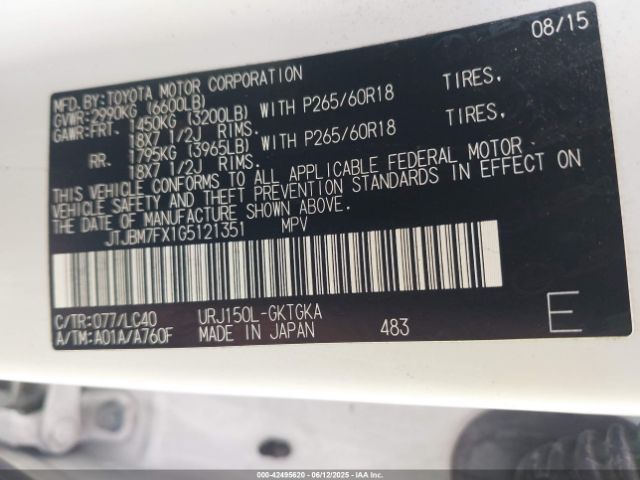 08/15
MFD.BY:TOYOTA MOTOR CORPORATION
GVWR:2990KG (6600LB)
GAWR:FRT. 1450KG (3200LB) WITH P265/60R18 TIRES,
18X7 1/2J RIMS.
RR. 1795KG (3965LB) WITH P265/60R18 TIRES,
18X7 1/2J RIMS.
THIS VEHICLE CONFORMS TO ALL APPLICABLE FEDERAL MOTOR
VEHICLE SAFETY AND THEFT PREVENTION STANDARDS IN EFFECT ON
THE DATE OF MANUFACTURE SHOWN ABOVE.
JTJBM7FX1G5121351 MPV
C/TR:077/LC40 URJ150L-GKTGKA
A/TM:A01A/A760F MADE IN JAPAN 483 E
000-42495620 - 06/12/2025 - IAAI.COM